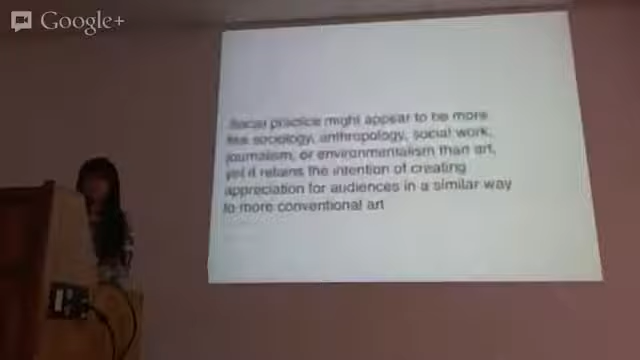 Google+
Social practice might appear to be more
like sociology, anthropology, social work,
journalism, or environmentalism than art,
yet it retains the intention of creating
appreciation for audiences in a similar way
to more conventional art